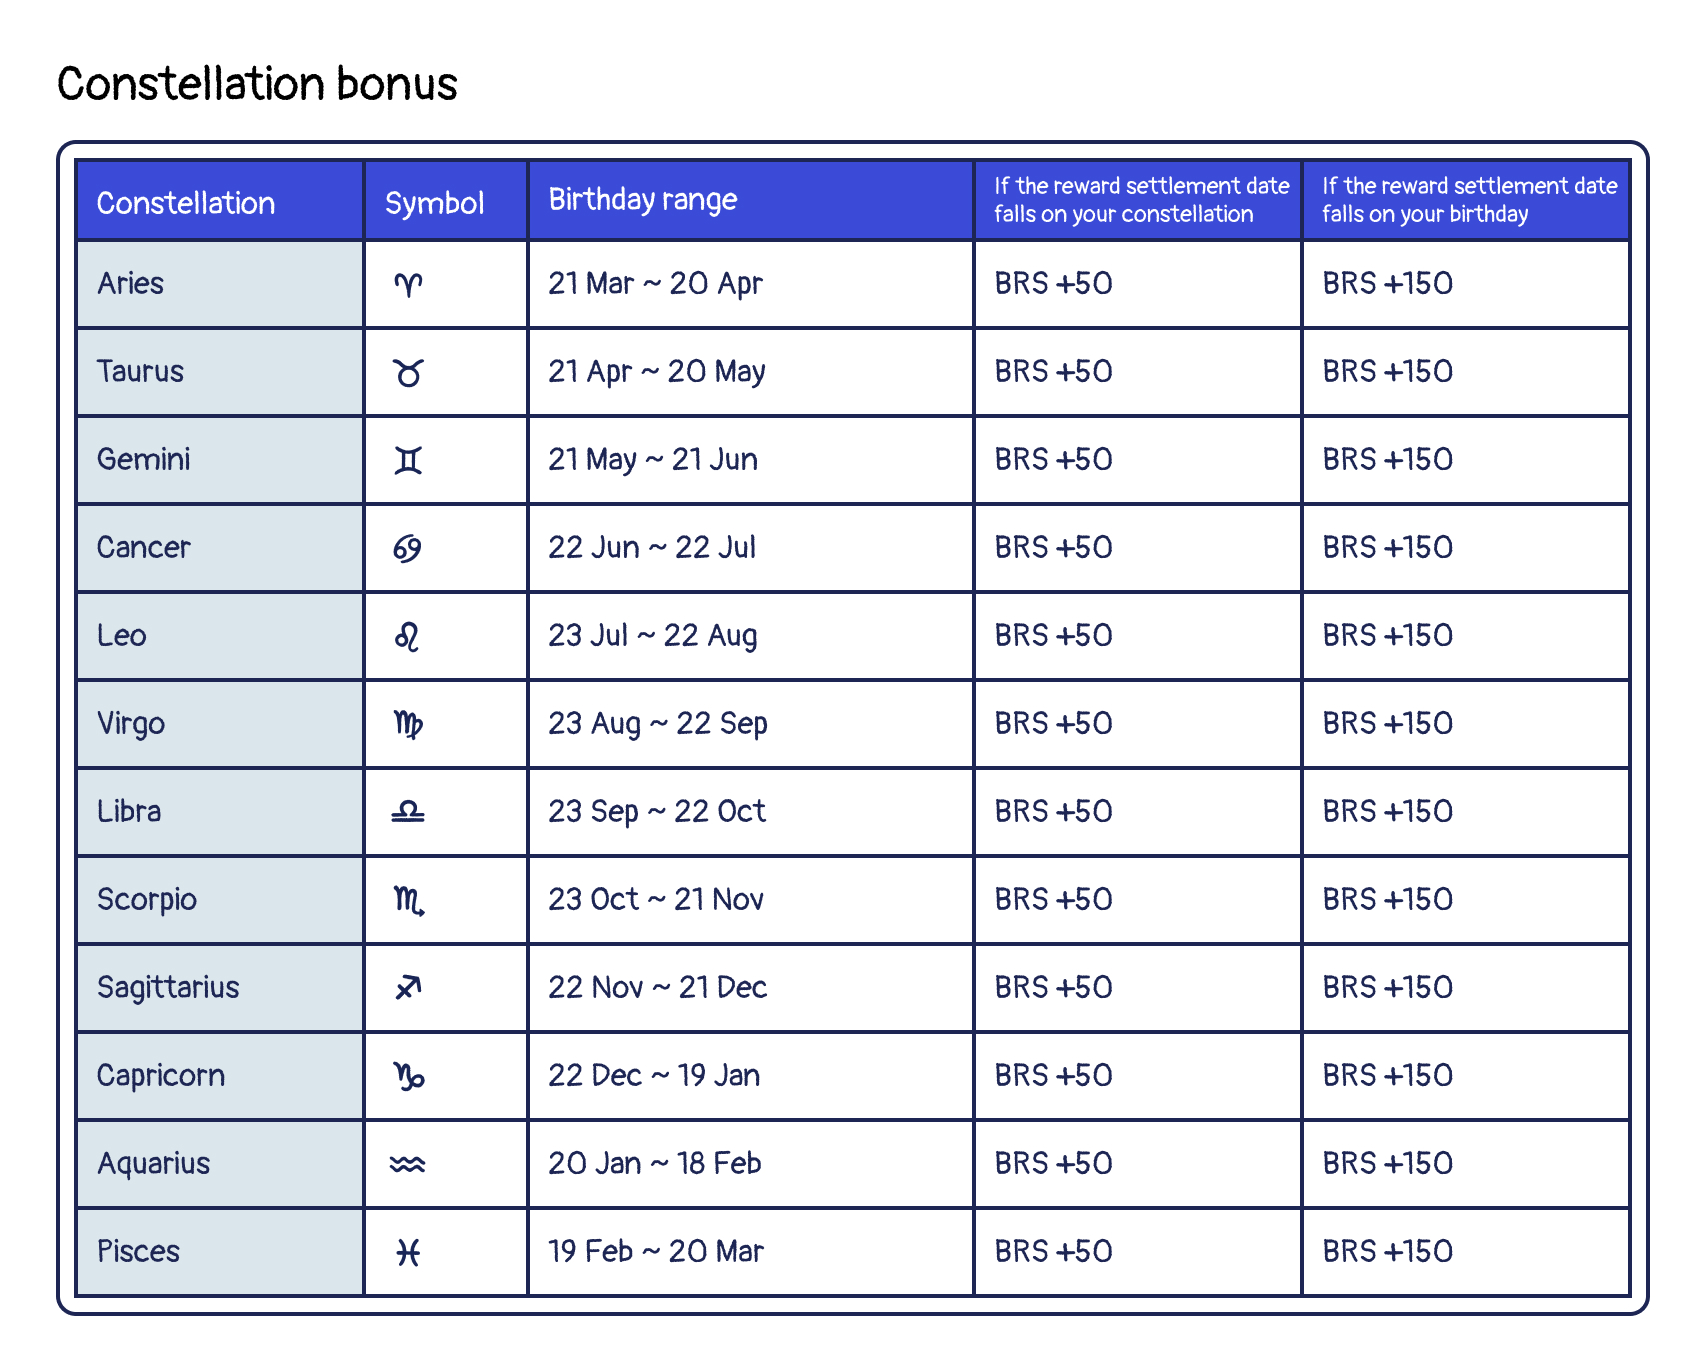 Constellation bonus
Constellation Symbol Birthday range If the reward settlement date falls on your constellation If the reward settlement date falls on your birthday
Aries ♈︎ 21 Mar ~ 20 Apr BRS +50 BRS +150
Taurus ♉︎ 21 Apr ~ 20 May BRS +50 BRS +150
Gemini ♊︎ 21 May ~ 21 Jun BRS +50 BRS +150
Cancer ♋︎ 22 Jun ~ 22 Jul BRS +50 BRS +150
Leo ♌︎ 23 Jul ~ 22 Aug BRS +50 BRS +150
Virgo ♍︎ 23 Aug ~ 22 Sep BRS +50 BRS +150
Libra ♎︎ 23 Sep ~ 22 Oct BRS +50 BRS +150
Scorpio ♏︎ 23 Oct ~ 21 Nov BRS +50 BRS +150
Sagittarius ♐︎ 22 Nov ~ 21 Dec BRS +50 BRS +150
Capricorn ♑︎ 22 Dec ~ 19 Jan BRS +50 BRS +150
Aquarius ♒︎ 20 Jan ~ 18 Feb BRS +50 BRS +150
Pisces ♓︎ 19 Feb ~ 20 Mar BRS +50 BRS +150